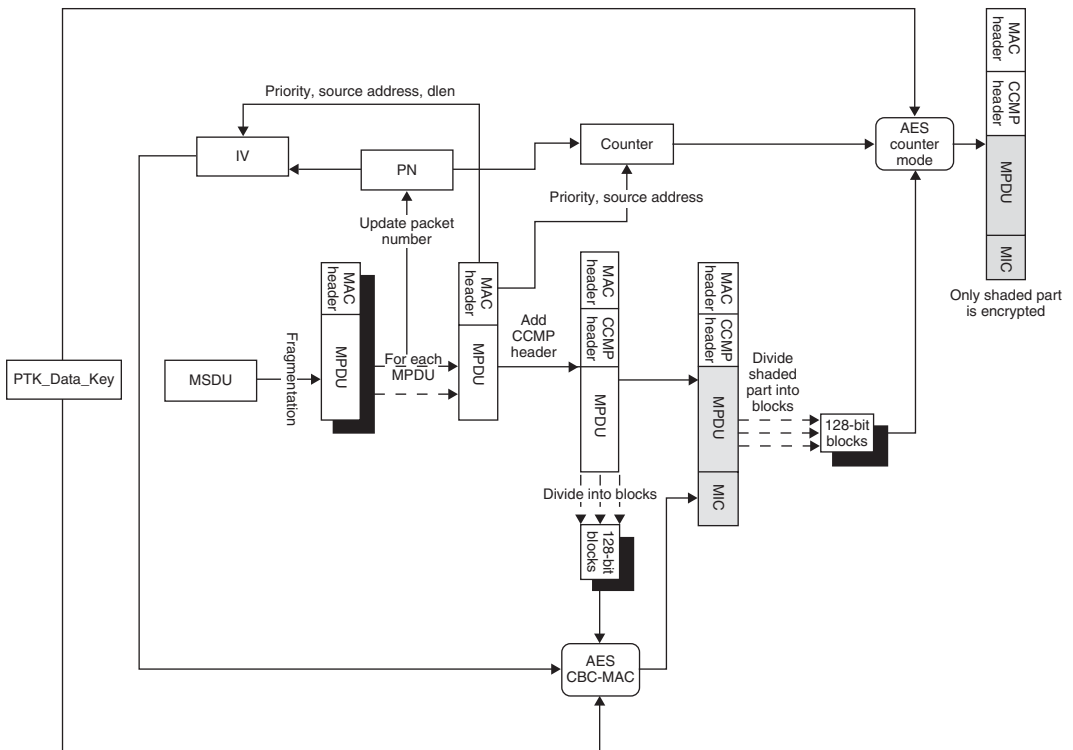 MAC
header
CCMP
header
MPDU
MIC
Only shaded part
is encrypted
Priority, source address, dlen
IV
PN
Counter
AES
counter
mode
Priority, source address
Update packet
number
MAC
header
MPDU
Fragmentation
For each
MPDU
MAC
header
MPDU
Add
CCMP
header
MAC
header
CCMP
header
MPDU
MAC
header
CCMP
header
MPDU
MIC
Divide
shaded
part into
blocks
128-bit
blocks
PTK_Data_Key
MSDU
Divide into blocks
128-bit
blocks
AES
CBC-MAC